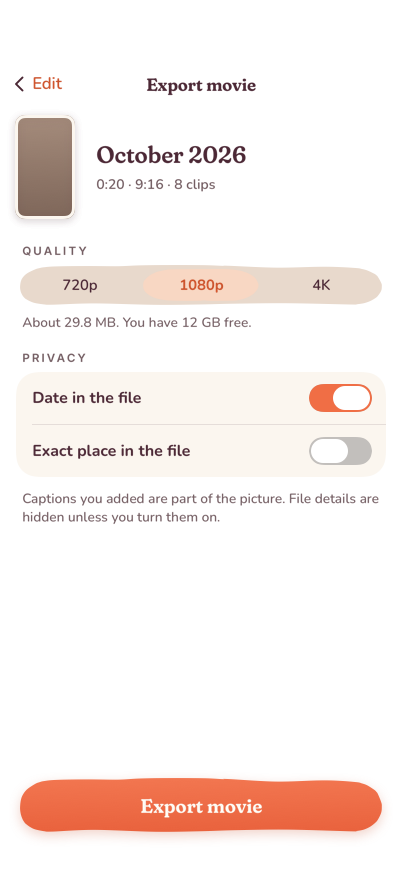 Edit
Export movie
October 2026
0:20 · 9:16 · 8 clips
QUALITY
720p
1080p
4K
About 29.8 MB. You have 12 GB free.
PRIVACY
Date in the file
Exact place in the file
Captions you added are part of the picture. File details are
hidden unless you turn them on.
Export movie